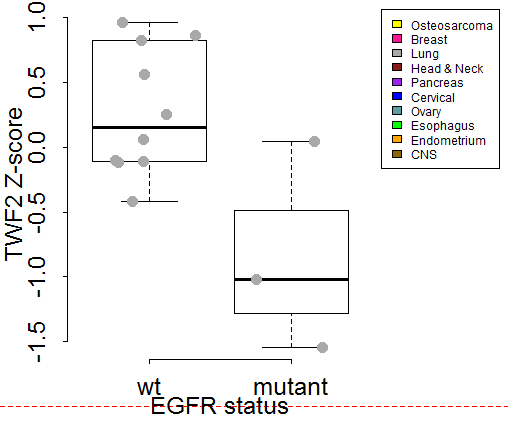 TWF2 Z-score
1.0
0.5
0.0
-0.5
-1.0
-1.5
wt mutant
EGFR status
Osteosarcoma
Breast
Lung
Head & Neck
Pancreas
Cervical
Ovary
Esophagus
Endometrium
CNS